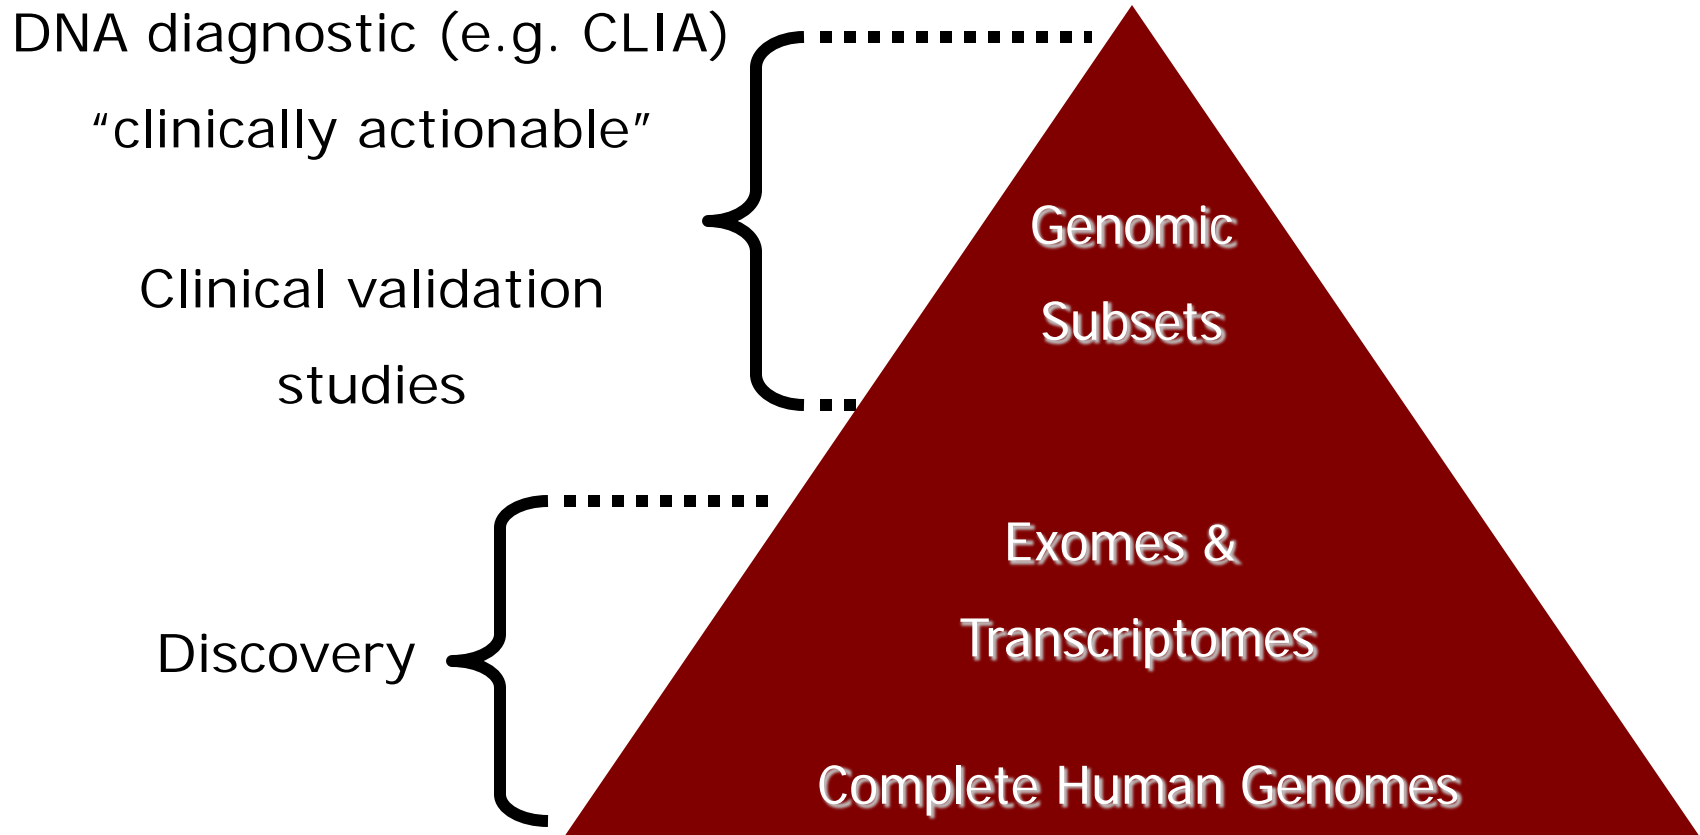 DNA diagnostic (e.g. CLIA)
“clinically actionable”
Clinical validation
studies
Discovery
Genomic
Subsets
Exomes &
Transcriptomes
Complete Human Genomes